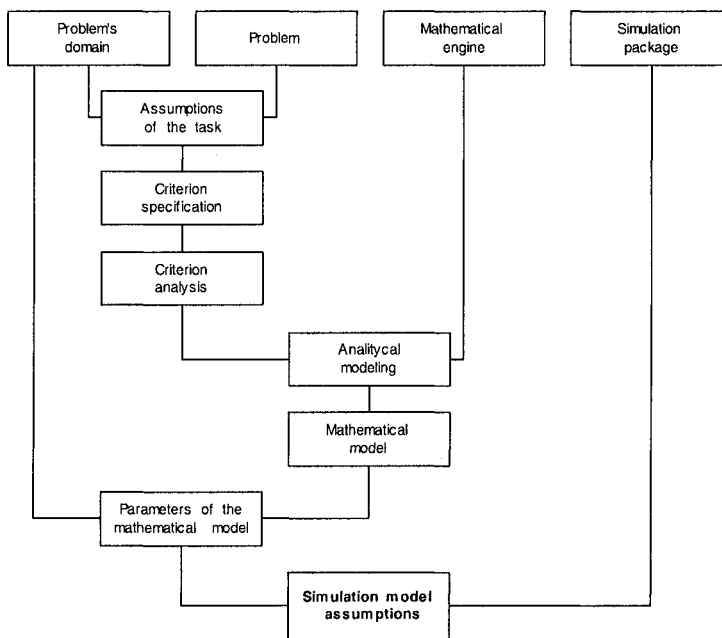 Problem's
domain
Problem
Mathematical
engine
Simulation
package
Assumptions
of the task
Criterion
specification
Criterion
analysis
Analitycal
modeling
Mathematical
model
Parameters of the
mathematical model
Simulation model
assumptions